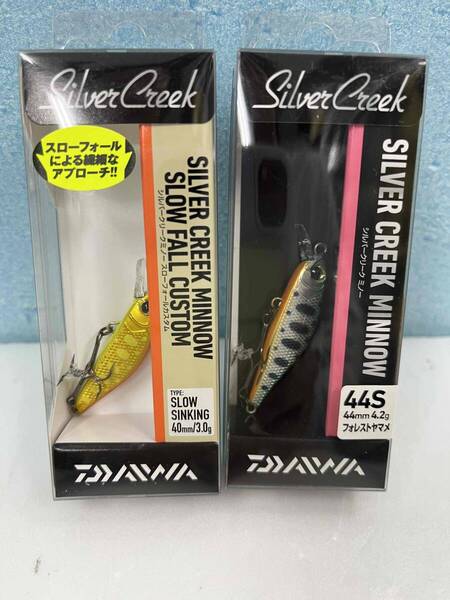 Silver Creek
スローフォール
による繊細な
アプローチ!!
SILVER CREEK MINNOW
SLOW FALL CUSTOM
シルバークリークミノー スローフォールカスタム
TYPE:
SLOW
SINKING
40mm/3.0g
DAIWA
Silver Creek
SILVER CREEK MINNOW
シルバークリーク ミノー
44S
44mm 4.2g
フォレストヤマメ
DAIWA